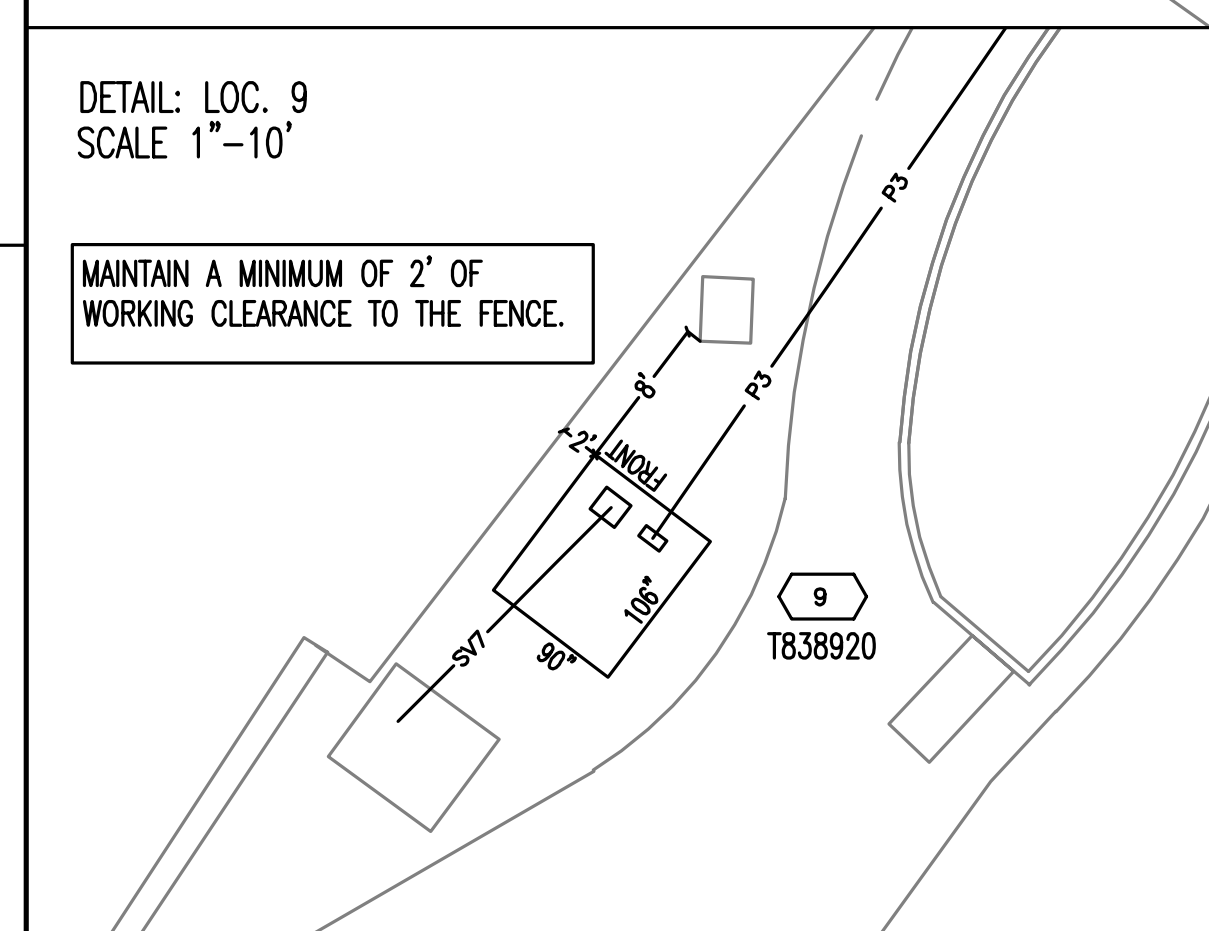 DETAIL: LOC. 9
SCALE 1"-10'
MAINTAIN A MINIMUM OF 2' OF
WORKING CLEARANCE TO THE FENCE.
P3
8'
P3
2'
FRONT
106"
9
T838920
SV7
90"